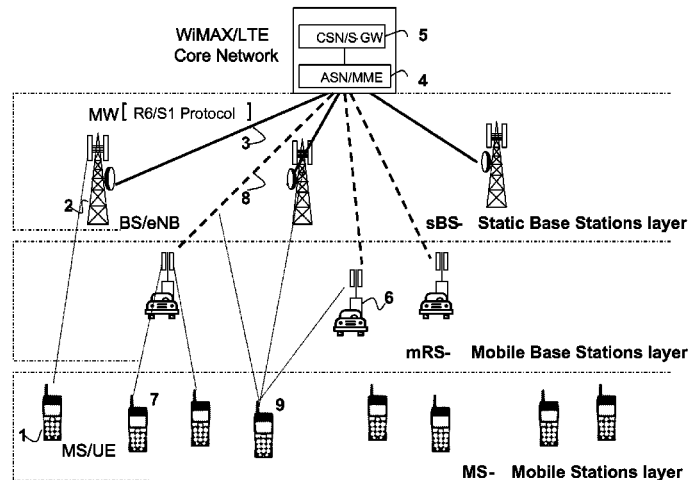 WiMAX/LTE
Core Network
CSN/S-GW
5
ASN/MME
4
MW [ R6/S1 Protocol ]
3
2
8
BS/eNB
sBS- Static Base Stations layer
6
mRS- Mobile Base Stations layer
7
9
1
MS/UE
MS- Mobile Stations layer